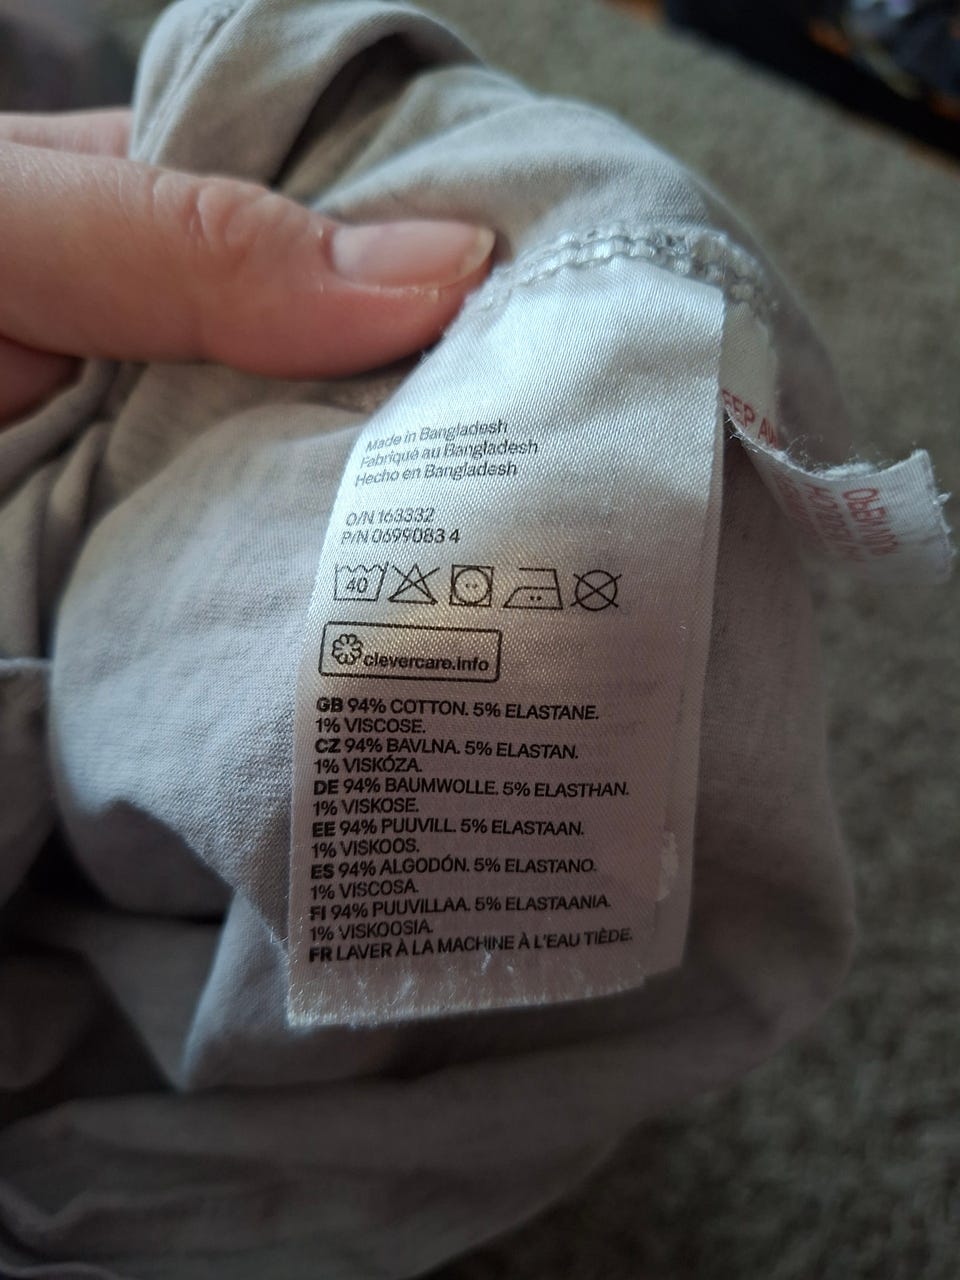 Made in Bangladesh
Fabriqué au Bangladesh
Hecho en Bangladesh
O/N 163332
P/N 0699083 4
40
clevercare.info
GB 94% COTTON. 5% ELASTANE.
1% VISCOSE.
CZ 94% BAVLNA. 5% ELASTAN.
1% VISKÓZA.
DE 94% BAUMWOLLE. 5% ELASTHAN.
1% VISKOSE.
EE 94% PUUVILL. 5% ELASTAAN.
1% VISKOOS.
ES 94% ALGODÓN. 5% ELASTANO.
1% VISCOSA.
FI 94% PUUVILLAA. 5% ELASTAANIA.
1% VISKOOSIA.
FR LAVER À LA MACHINE À L'EAU TIÈDE.